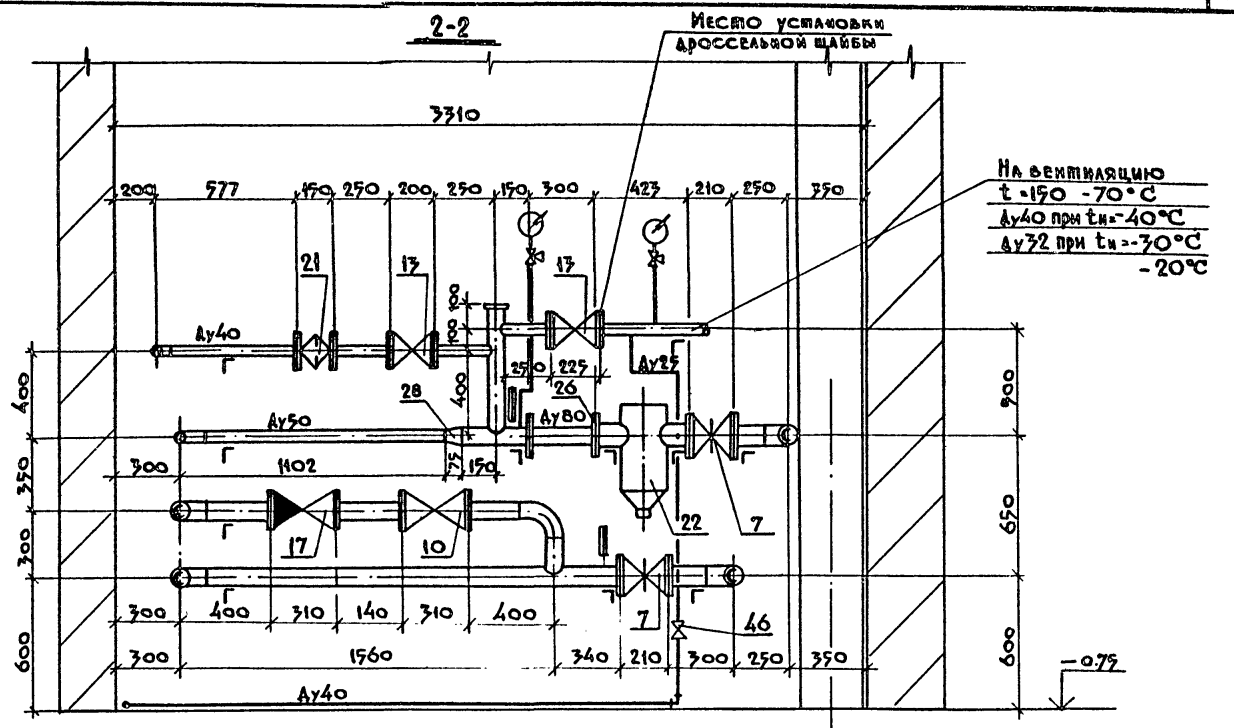 2-2
Место установки
дроссельной шайбы
3310
На вентиляцию
t=150-70°C
Ду40 при tн=-40°C
Ду32 при tн=-30°C
-20°C
200 577 150 250 200 250 150 300 423 210 250 350
21 13 13
100
100
Ду40
250 225
Ду25
400 400 500
28 26
Ду50 Ду80
300 1102 75 150
350
22 7
17 10
300 650
300 400 310 140 310 400
7 46
600 600
300 1560 340 210 300 250 350
-0.75
Ду40